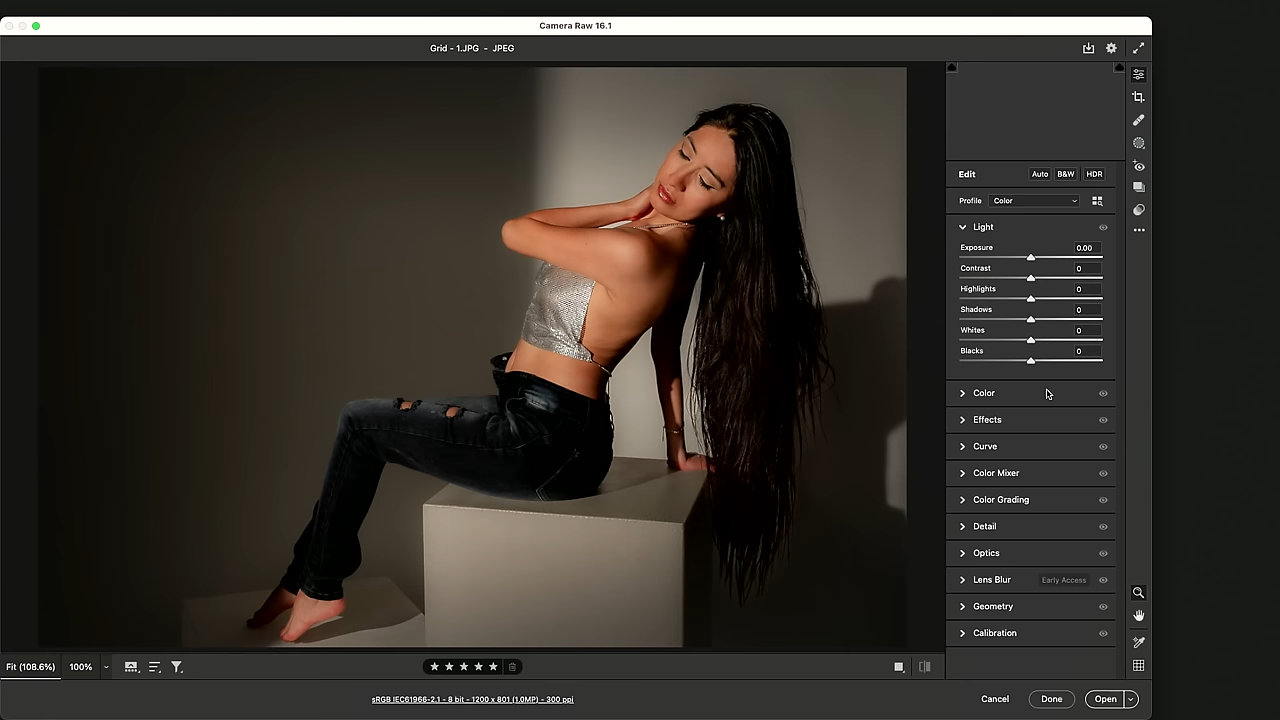 Camera Raw 16.1
Grid - 1.JPG - JPEG
Edit
Auto
B&W
HDR
Profile
Color
Light
Exposure
0.00
Contrast
0
Highlights
0
Shadows
0
Whites
0
Blacks
0
Color
Effects
Curve
Color Mixer
Color Grading
Detail
Optics
Lens Blur
Early Access
Geometry
Calibration
Fit (108.6%)
100%
sRGB IEC61966-2.1 - 8 bit - 1200 x 801 (1.0MP) - 300 ppi
Cancel
Done
Open